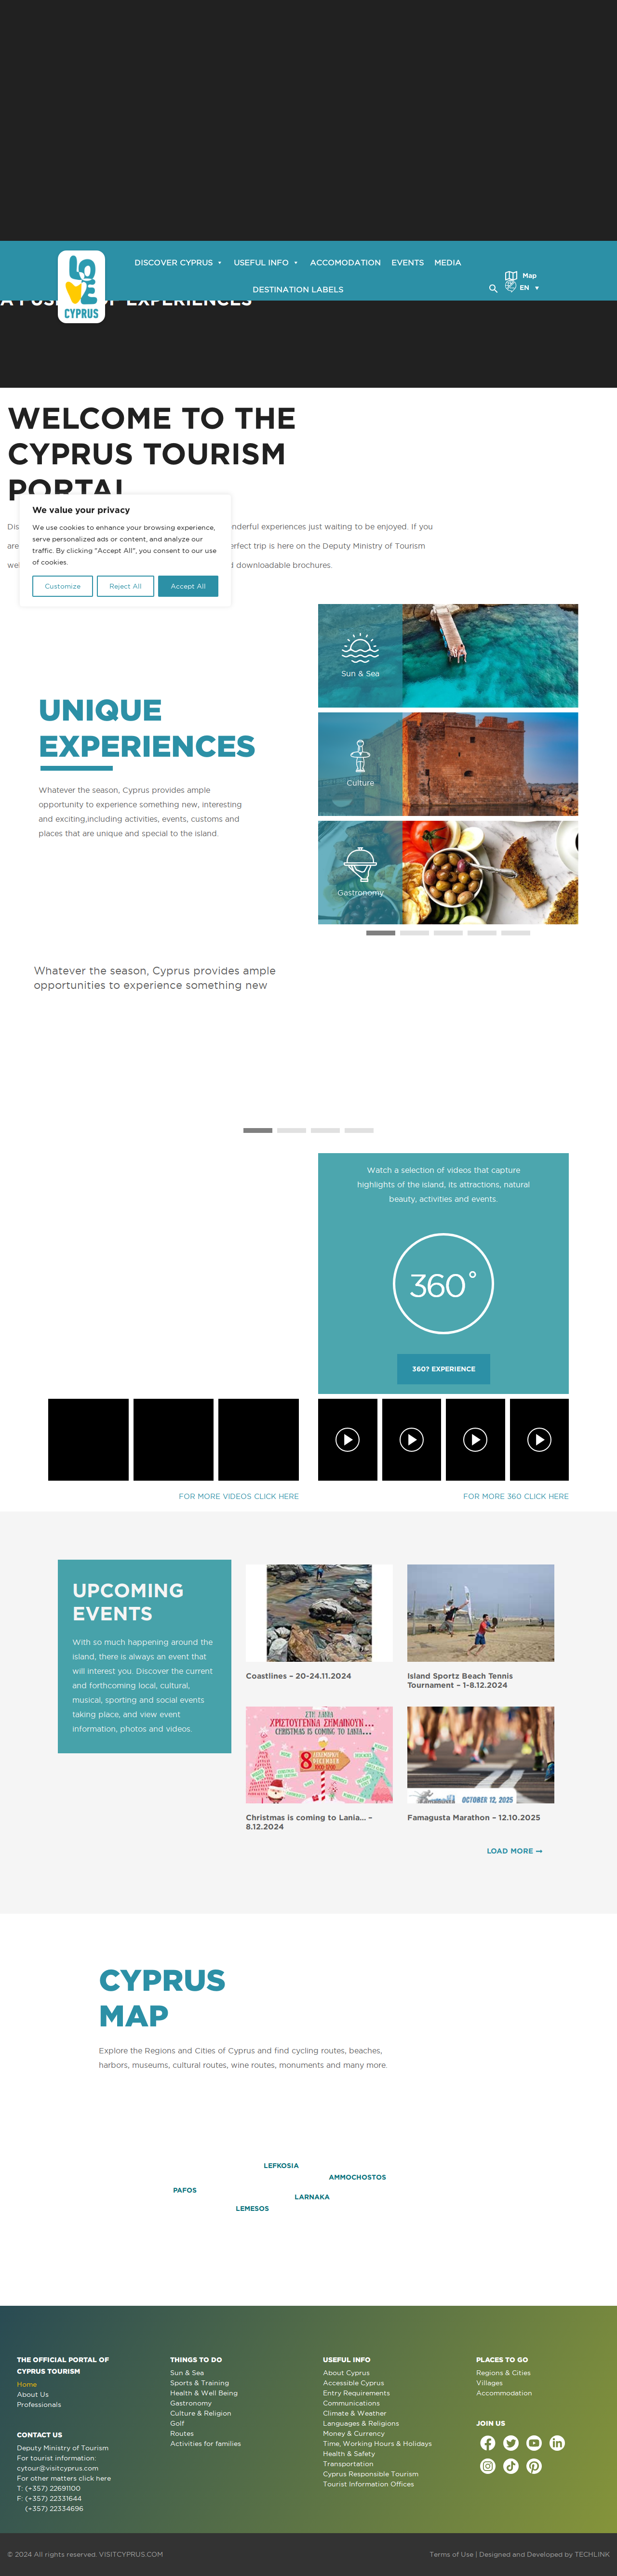 LOVE
CYPRUS
DISCOVER CYPRUS
USEFUL INFO
ACCOMODATION
EVENTS
MEDIA
DESTINATION LABELS
Map
EN
EXPERIENCES
WELCOME TO THE
CYPRUS TOURISM
PORTAL
nderful experiences just waiting to be enjoyed. If you
are
erfect trip is here on the Deputy Ministry of Tourism
downloadable brochures.
We value your privacy
We use cookies to enhance your browsing experience,
serve personalized ads or content, and analyze our
traffic. By clicking "Accept All", you consent to our use
of cookies.
Customize
Reject All
Accept All
Sun & Sea
UNIQUE
EXPERIENCES
Whatever the season, Cyprus provides ample
opportunity to experience something new, interesting
and exciting,including activities, events, customs and
places that are unique and special to the island.
Culture
Gastronomy
Whatever the season, Cyprus provides ample
opportunities to experience something new
Watch a selection of videos that capture
highlights of the island, its attractions, natural
beauty, activities and events.
360°
360? EXPERIENCE
FOR MORE VIDEOS CLICK HERE
FOR MORE 360 CLICK HERE
UPCOMING
EVENTS
With so much happening around the
island, there is always an event that
will interest you. Discover the current
and forthcoming local, cultural,
musical, sporting and social events
taking place, and view event
information, photos and videos.
Coastlines – 20-24.11.2024
Island Sportz Beach Tennis
Tournament – 1-8.12.2024
ΣΤΗ ΛΑΝΙΑ
ΧΡΙΣΤΟΥΓΕΝΝΑ ΣΗΜΑΙΝΟΥΝ...
CHRISTMAS IS COMING TO LANIA...
8
OCTOBER 12, 2025
Christmas is coming to Lania... –
8.12.2024
Famagusta Marathon – 12.10.2025
LOAD MORE ➞
CYPRUS
MAP
Explore the Regions and Cities of Cyprus and find cycling routes, beaches,
harbors, museums, cultural routes, wine routes, monuments and many more.
LEFKOSIA
AMMOCHOSTOS
PAFOS
LARNAKA
LEMESOS
THE OFFICIAL PORTAL OF
CYPRUS TOURISM
Home
About Us
Professionals
CONTACT US
Deputy Ministry of Tourism
For tourist information:
cytour@visitcyprus.com
For other matters click here
T: (+357) 22691100
F: (+357) 22331644
(+357) 22334696
THINGS TO DO
Sun & Sea
Sports & Training
Health & Well Being
Gastronomy
Culture & Religion
Golf
Routes
Activities for families
USEFUL INFO
About Cyprus
Accessible Cyprus
Entry Requirements
Communications
Climate & Weather
Languages & Religions
Money & Currency
Time, Working Hours & Holidays
Health & Safety
Transportation
Cyprus Responsible Tourism
Tourist Information Offices
PLACES TO GO
Regions & Cities
Villages
Accommodation
JOIN US
© 2024 All rights reserved. VISITCYPRUS.COM
Terms of Use | Designed and Developed by TECHLINK